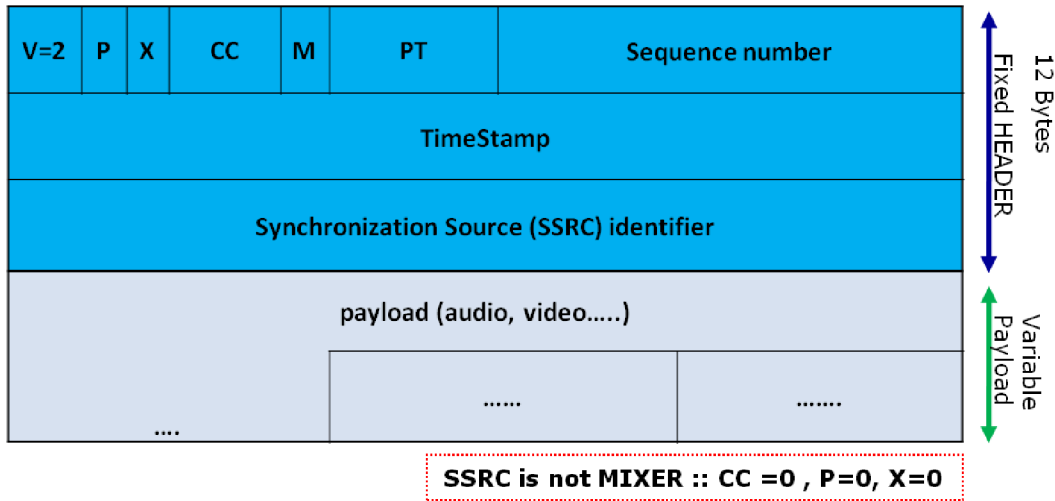 V=2 P X CC M PT Sequence number
TimeStamp
Synchronization Source (SSRC) identifier
12 Bytes
Fixed HEADER
payload (audio, video.....)
...... .......
....
Variable
Payload
SSRC is not MIXER :: CC =0 , P=0, X=0